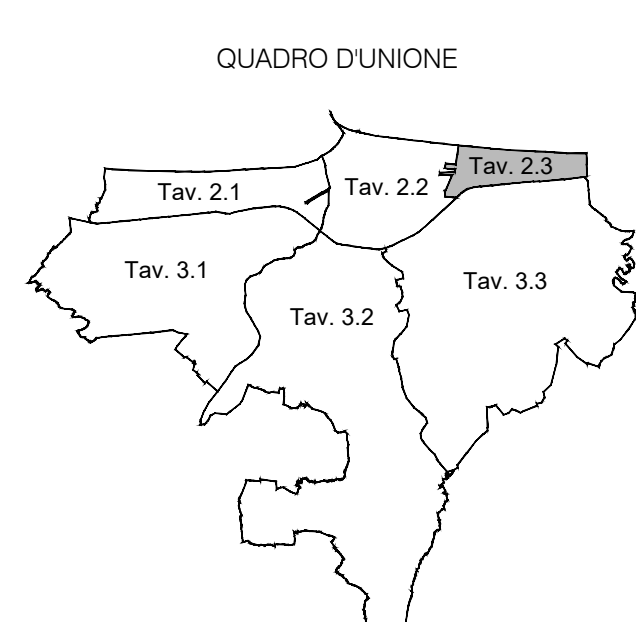 QUADRO D'UNIONE
Tav. 2.1
Tav. 2.2
Tav. 2.3
Tav. 3.1
Tav. 3.2
Tav. 3.3